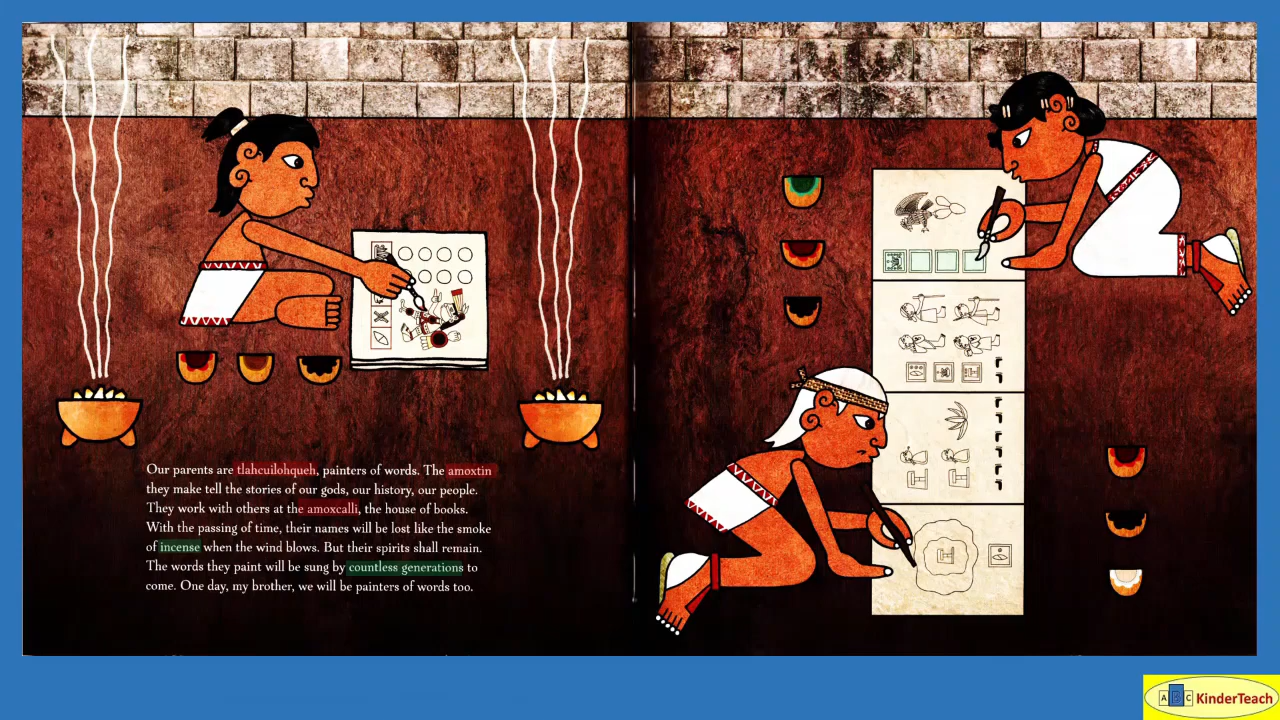 Our parents are tlahcuilohqueh, painters of words. The amoxtin
they make tell the stories of our gods, our history, our people.
They work with others at the amoxcalli, the house of books.
With the passing of time, their names will be lost like the smoke
of incense when the wind blows. But their spirits shall remain.
The words they paint will be sung by countless generations to
come. One day, my brother, we will be painters of words too.
ABC KinderTeach